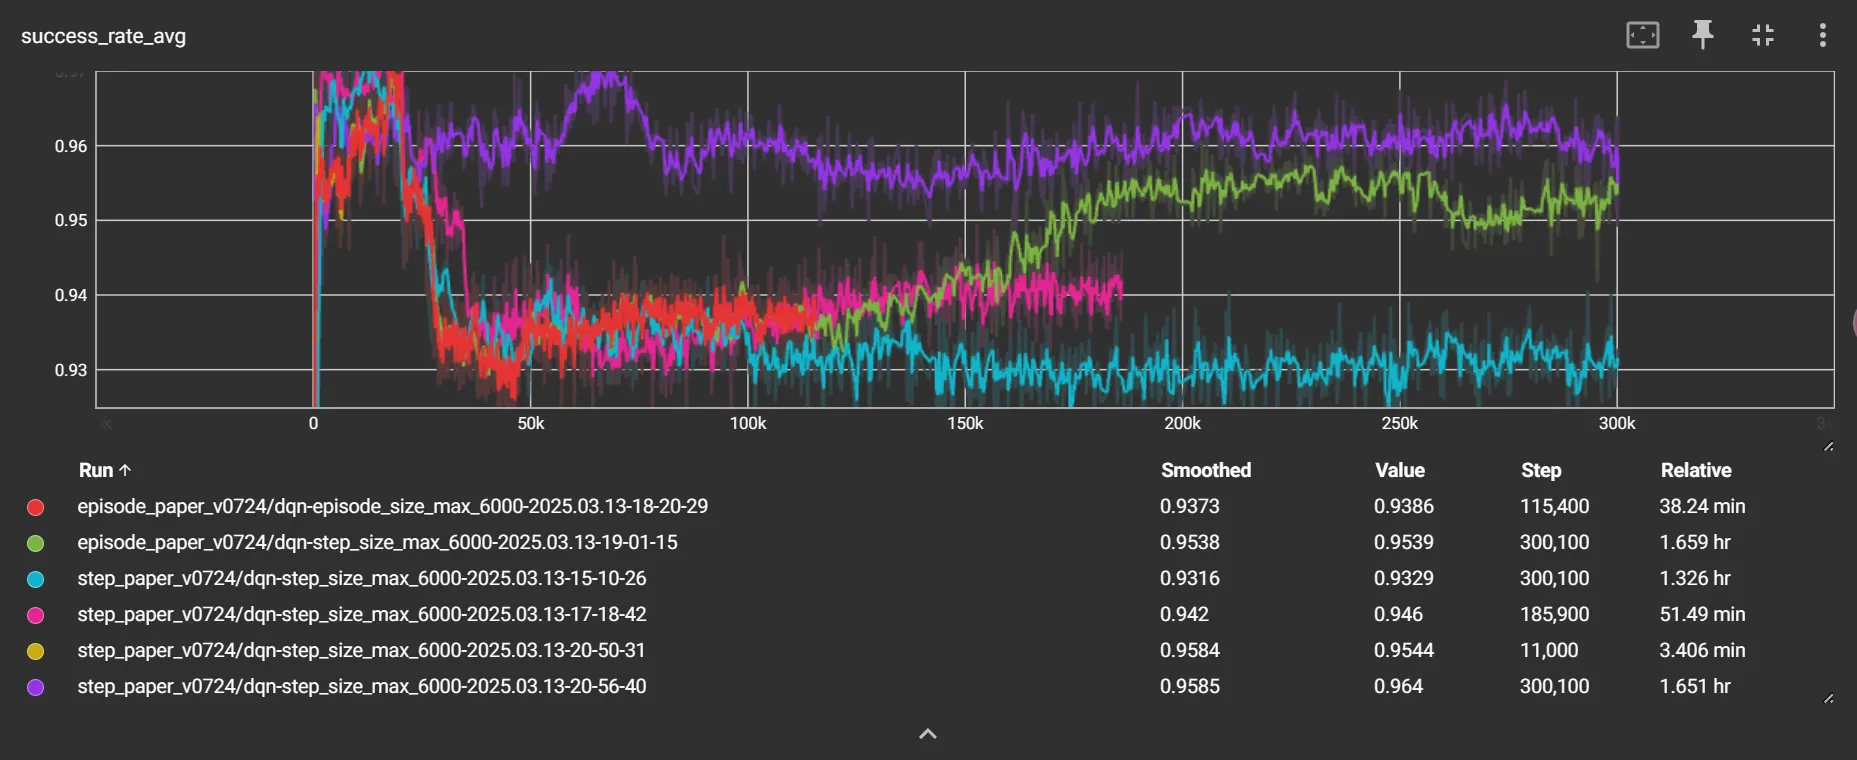 success_rate_avg
0.97
0.96
0.95
0.94
0.93
0 50k 100k 150k 200k 250k 300k
Run ↑ Smoothed Value Step Relative
episode_paper_v0724/dqn-episode_size_max_6000-2025.03.13-18-20-29 0.9373 0.9386 115,400 38.24 min
episode_paper_v0724/dqn-step_size_max_6000-2025.03.13-19-01-15 0.9538 0.9539 300,100 1.659 hr
step_paper_v0724/dqn-step_size_max_6000-2025.03.13-15-10-26 0.9316 0.9329 300,100 1.326 hr
step_paper_v0724/dqn-step_size_max_6000-2025.03.13-17-18-42 0.942 0.946 185,900 51.49 min
step_paper_v0724/dqn-step_size_max_6000-2025.03.13-20-50-31 0.9584 0.9544 11,000 3.406 min
step_paper_v0724/dqn-step_size_max_6000-2025.03.13-20-56-40 0.9585 0.964 300,100 1.651 hr